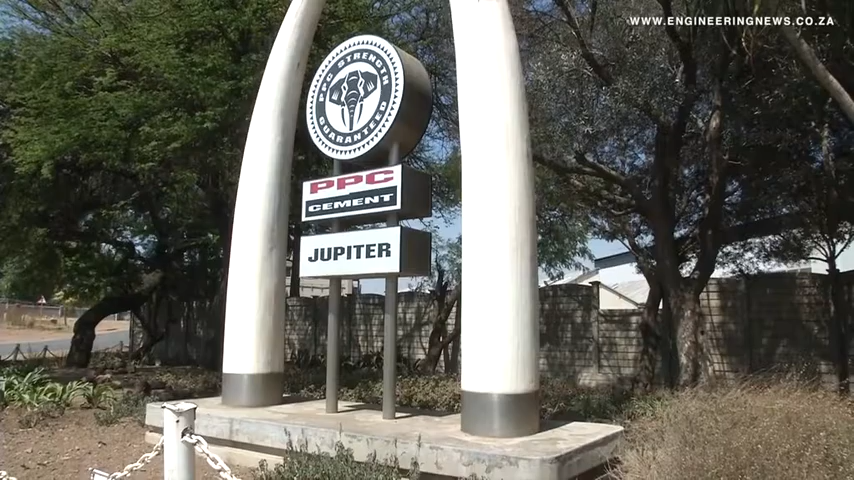 WWW.ENGINEERINGNEWS.CO.ZA
PPC STRENGTH
GUARANTEED
PPC
CEMENT
JUPITER